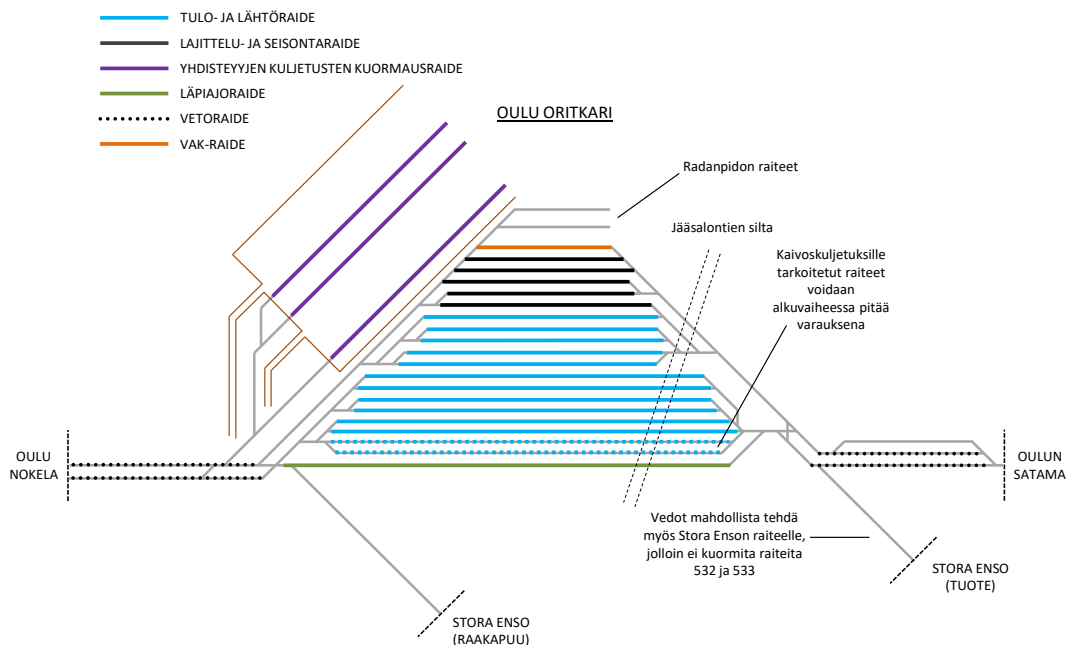 TULO- JA LÄHTÖRAIDE
LAJITTELU- JA SEISONTARAIDE
YHDISTEYYJEN KULJETUSTEN KUORMAUSRAIDE
LÄPIAJORAIDE
VETORAIDE
VAK-RAIDE
OULU ORITKARI
Radanpidon raiteet
Jääsalontien silta
Kaivoskuljetuksille
tarkoitetut raiteet
voidaan
alkuvaiheessa pitää
varauksena
OULU
NOKELA
OULUN
SATAMA
Vedot mahdollista tehdä
myös Stora Enson raiteelle,
jolloin ei kuormita raiteita
532 ja 533
STORA ENSO
(TUOTE)
STORA ENSO
(RAAKAPUU)